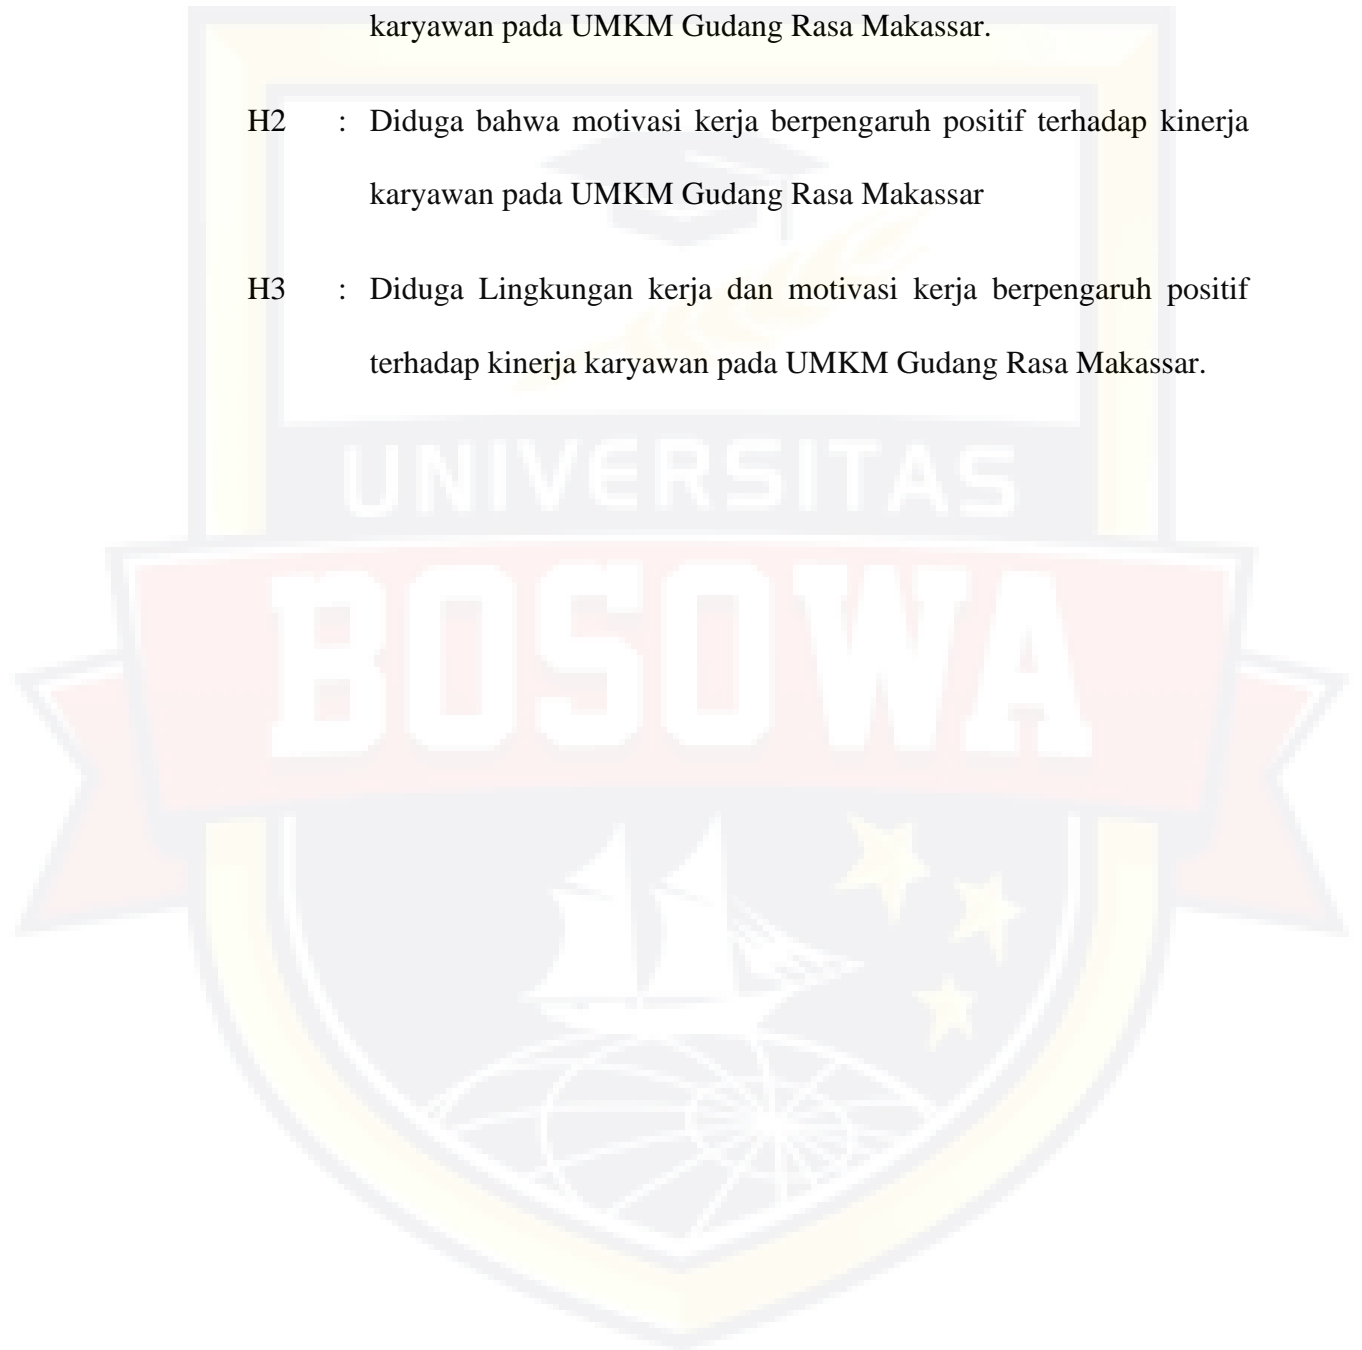 karyawan pada UMKM Gudang Rasa Makassar.
H2 : Diduga bahwa motivasi kerja berpengaruh positif terhadap kinerja
karyawan pada UMKM Gudang Rasa Makassar
H3 : Diduga Lingkungan kerja dan motivasi kerja berpengaruh positif
terhadap kinerja karyawan pada UMKM Gudang Rasa Makassar.
UNIVERSITAS
BOSOWA